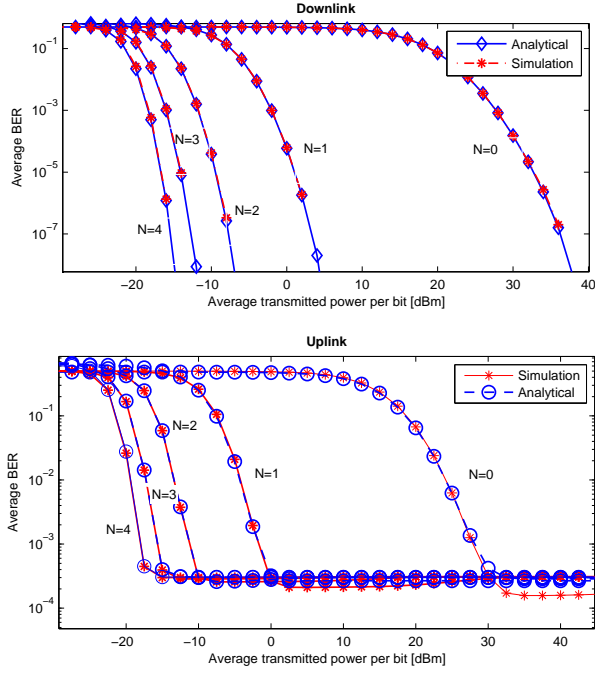 Downlink
Average BER
10^-1
10^-3
10^-5
10^-7
Analytical
Simulation
N=4
N=3
N=2
N=1
N=0
−20 −10 0 10 20 30 40
Average transmitted power per bit [dBm]
Uplink
Average BER
10^-1
10^-2
10^-3
10^-4
Simulation
Analytical
N=4
N=3
N=2
N=1
N=0
−20 −10 0 10 20 30 40
Average transmitted power per bit [dBm]